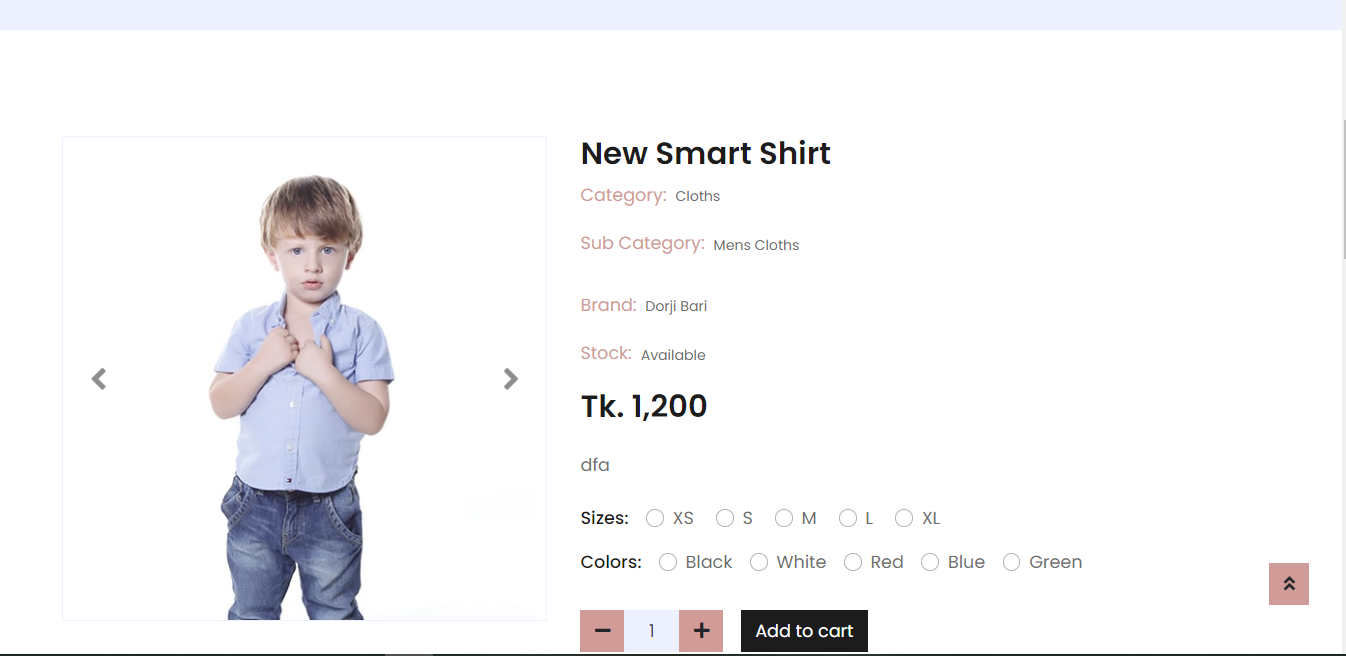 New Smart Shirt
Category: Cloths
Sub Category: Mens Cloths
Brand: Dorji Bari
Stock: Available
Tk. 1,200
dfa
Sizes: XS S M L XL
Colors: Black White Red Blue Green
1 Add to cart